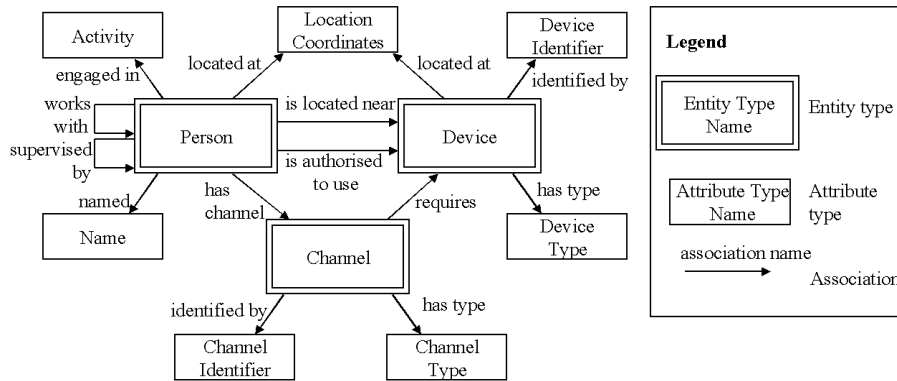 Activity
Location
Coordinates
Device
Identifier
engaged in
located at
located at
identified by
works
with
supervised
by
Person
is located near
is authorised
to use
Device
named
has
channel
requires
has type
Name
Channel
Device
Type
identified by
has type
Channel
Identifier
Channel
Type
Legend
Entity Type
Name
Entity type
Attribute Type
Name
Attribute
type
association name
Association